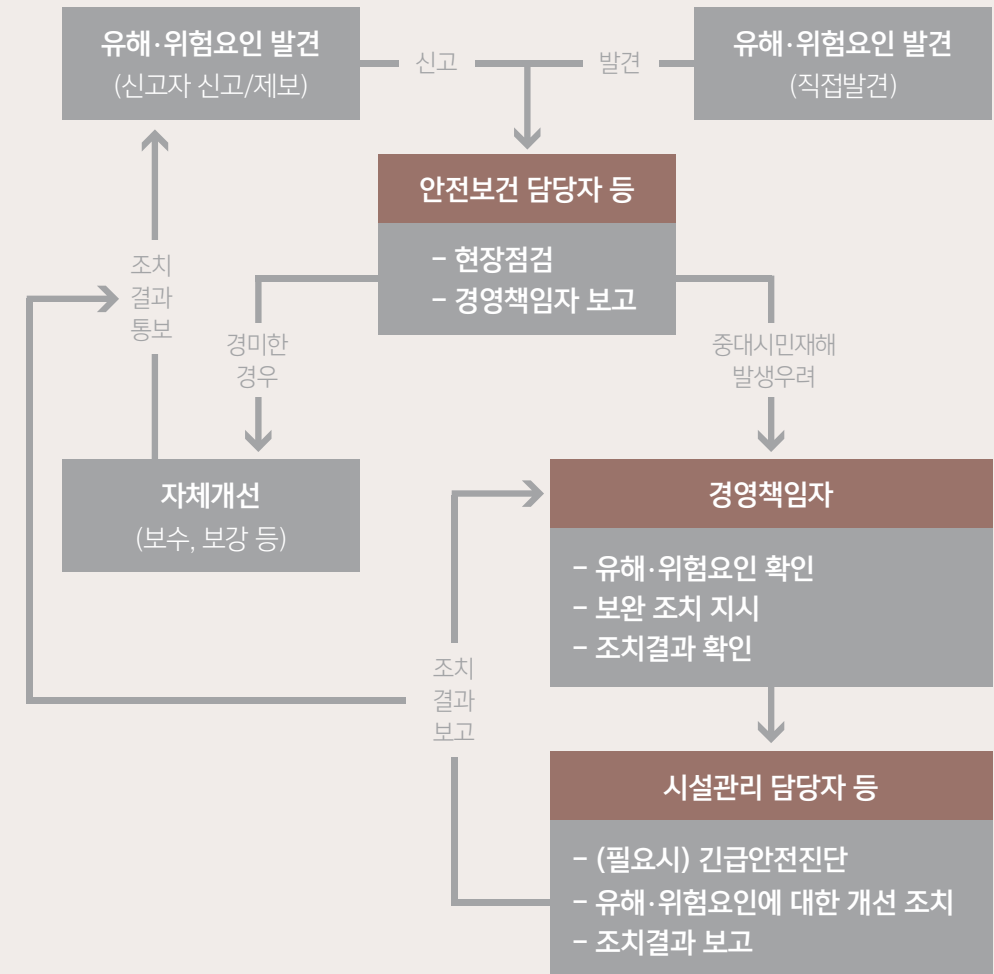 유해·위험요인 발견
(신고자 신고/제보)
신고
발견
유해·위험요인 발견
(직접발견)
안전보건 담당자 등
– 현장점검
– 경영책임자 보고
조치
결과
통보
경미한
경우
중대시민재해
발생우려
자체개선
(보수, 보강 등)
경영책임자
– 유해·위험요인 확인
– 보완 조치 지시
– 조치결과 확인
조치
결과
보고
시설관리 담당자 등
– (필요시) 긴급안전진단
– 유해·위험요인에 대한 개선 조치
– 조치결과 보고